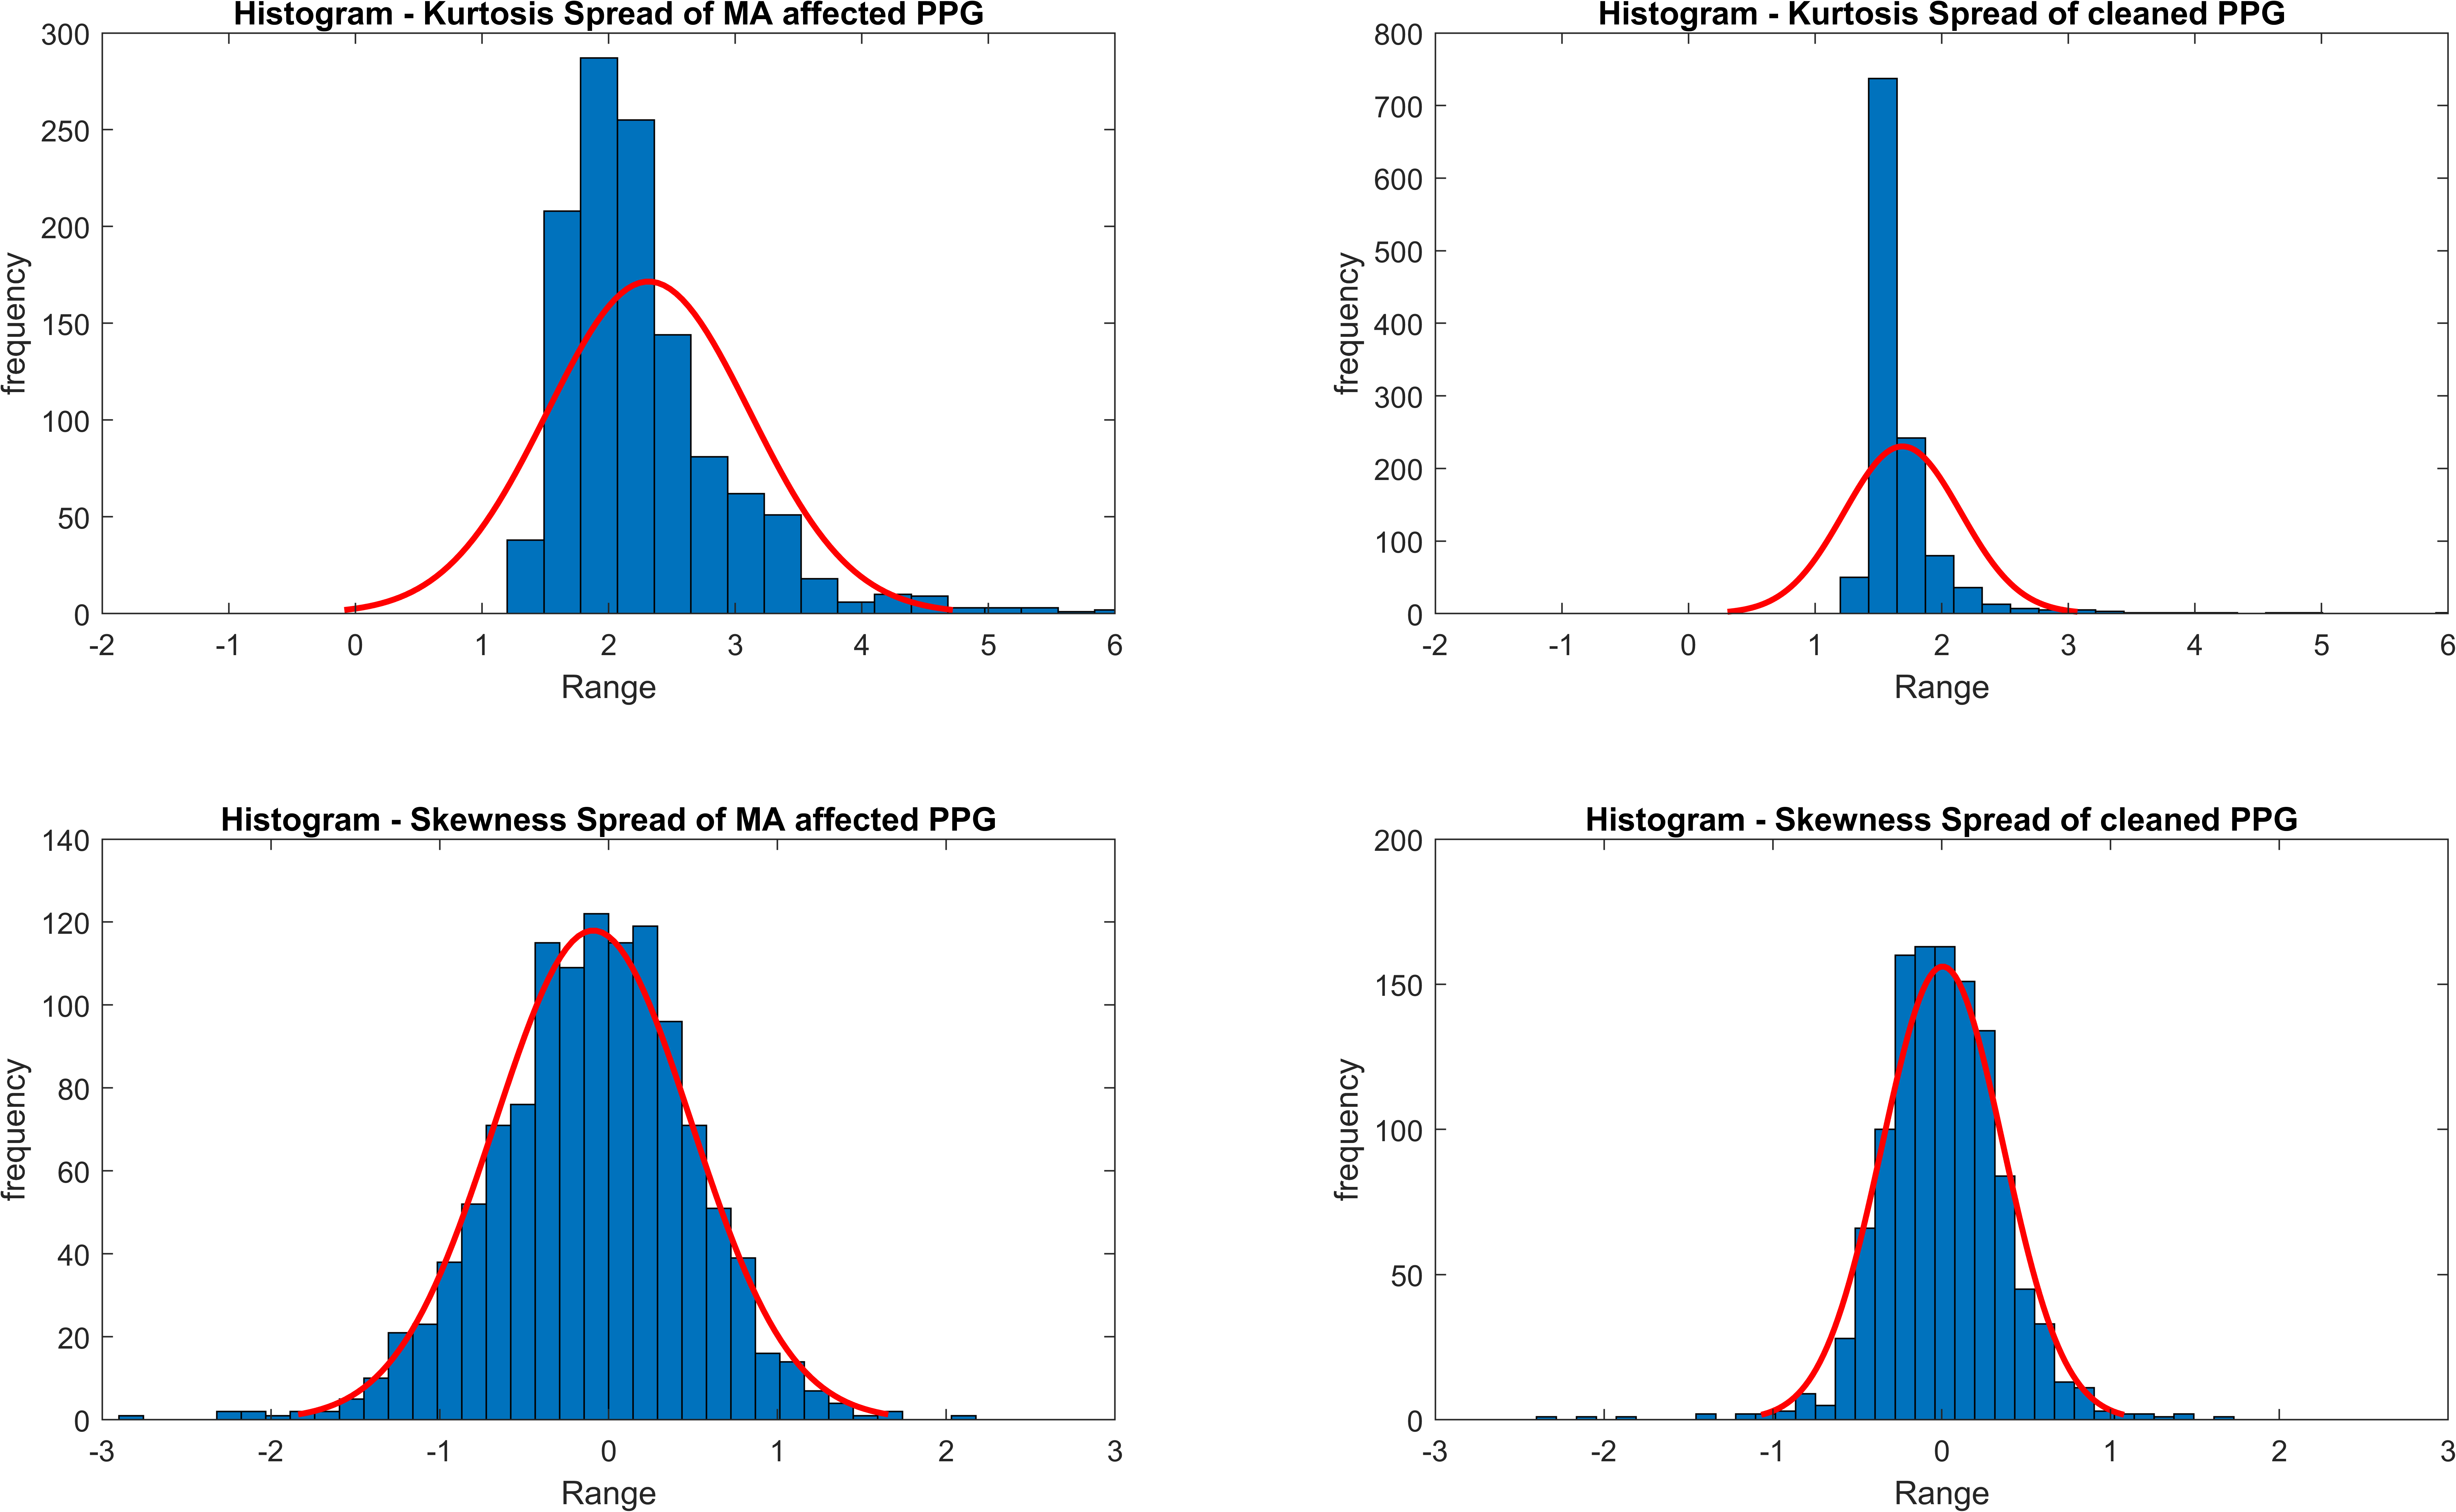 Histogram - Kurtosis Spread of MA affected PPG
300
250
200
150
100
50
0
frequency
-2 -1 0 1 2 3 4 5 6
Range
Histogram - Kurtosis Spread of cleaned PPG
800
700
600
500
400
300
200
100
0
frequency
-2 -1 0 1 2 3 4 5 6
Range
Histogram - Skewness Spread of MA affected PPG
140
120
100
80
60
40
20
0
frequency
-3 -2 -1 0 1 2 3
Range
Histogram - Skewness Spread of cleaned PPG
200
150
100
50
0
frequency
-3 -2 -1 0 1 2 3
Range